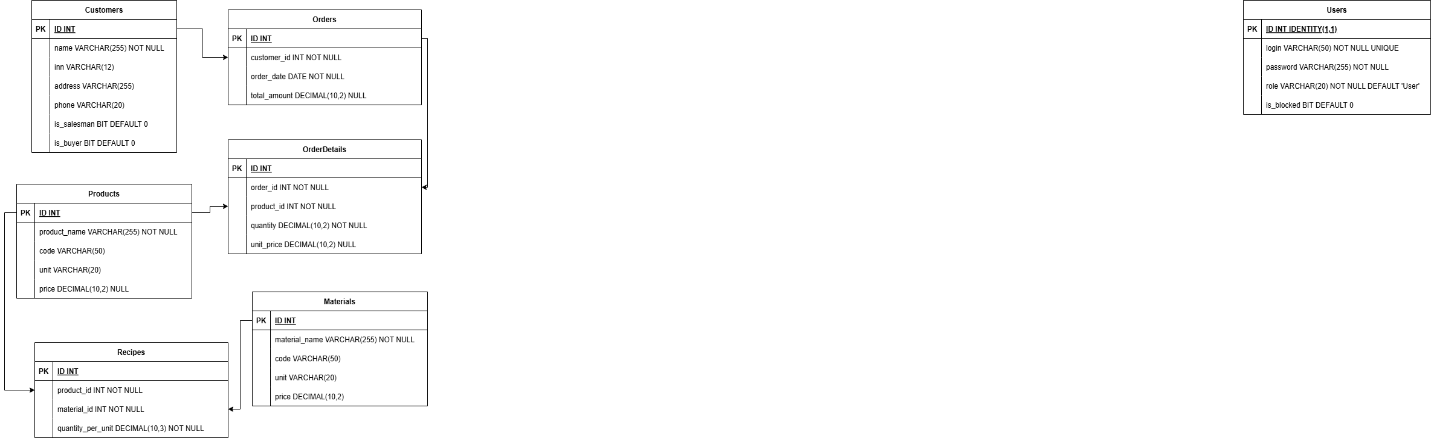 Customers
PK ID INT
name VARCHAR(255) NOT NULL
inn VARCHAR(12)
address VARCHAR(255)
phone VARCHAR(20)
is_salesman BIT DEFAULT 0
is_buyer BIT DEFAULT 0
Orders
PK ID INT
customer_id INT NOT NULL
order_date DATE NOT NULL
total_amount DECIMAL(10,2) NULL
Users
PK ID INT IDENTITY(1,1)
login VARCHAR(50) NOT NULL UNIQUE
password VARCHAR(255) NOT NULL
role VARCHAR(20) NOT NULL DEFAULT 'User'
is_blocked BIT DEFAULT 0
OrderDetails
PK ID INT
order_id INT NOT NULL
product_id INT NOT NULL
quantity DECIMAL(10,2) NOT NULL
unit_price DECIMAL(10,2) NULL
Products
PK ID INT
product_name VARCHAR(255) NOT NULL
code VARCHAR(50)
unit VARCHAR(20)
price DECIMAL(10,2) NULL
Materials
PK ID INT
material_name VARCHAR(255) NOT NULL
code VARCHAR(50)
unit VARCHAR(20)
price DECIMAL(10,2)
Recipes
PK ID INT
product_id INT NOT NULL
material_id INT NOT NULL
quantity_per_unit DECIMAL(10,3) NOT NULL